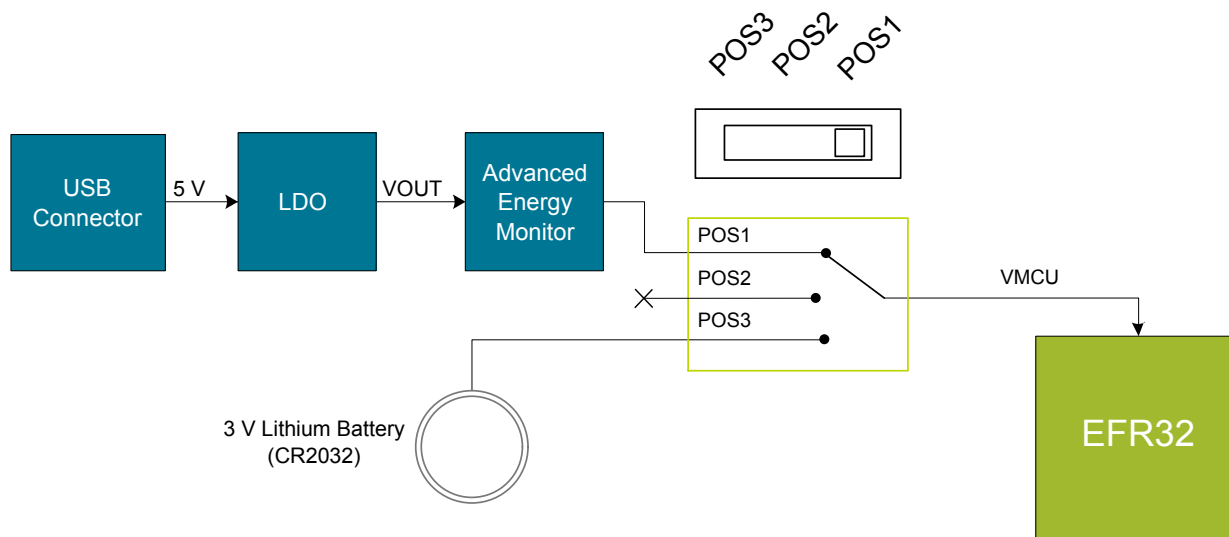 POS3
POS2
POS1
USB
Connector
5 V
LDO
VOUT
Advanced
Energy
Monitor
POS1
POS2
POS3
VMCU
3 V Lithium Battery
(CR2032)
EFR32